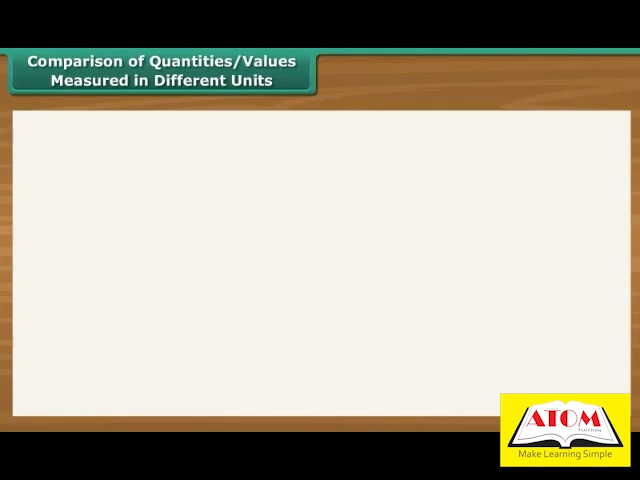 Comparison of Quantities/Values
Measured in Different Units
ATOM
TUITION
Make Learning Simple